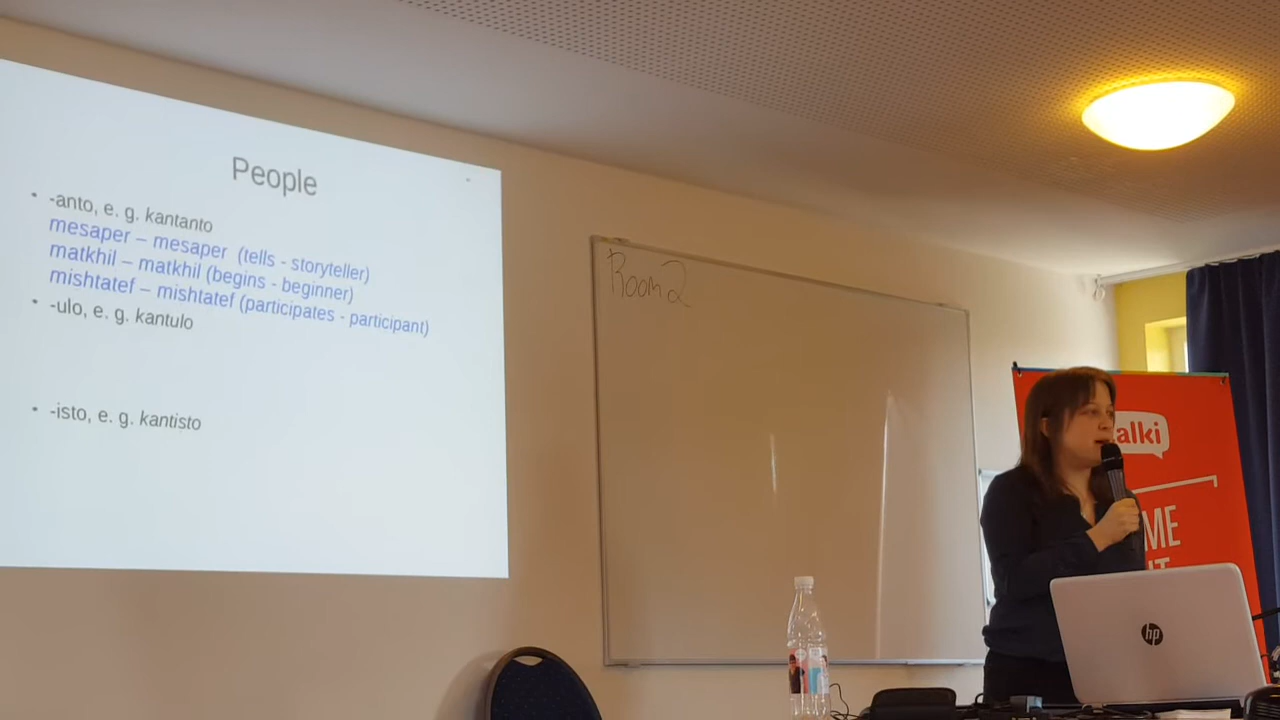 People
• -anto, e. g. kantanto
mesaper – mesaper (tells - storyteller)
matkhil – matkhil (begins - beginner)
mishtatef – mishtatef (participates - participant)
• -ulo, e. g. kantulo
• -isto, e. g. kantisto
Room 2
alki
ME
hp